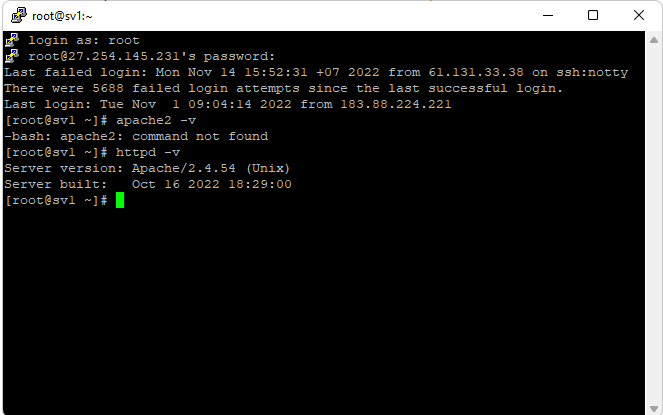 root@sv1:~
login as: root
root@27.254.145.231's password:
Last failed login: Mon Nov 14 15:52:31 +07 2022 from 61.131.33.38 on ssh:notty
There were 5688 failed login attempts since the last successful login.
Last login: Tue Nov  1 09:04:14 2022 from 183.88.224.221
[root@sv1 ~]# apache2 -v
-bash: apache2: command not found
[root@sv1 ~]# httpd -v
Server version: Apache/2.4.54 (Unix)
Server built:   Oct 16 2022 18:29:00
[root@sv1 ~]#